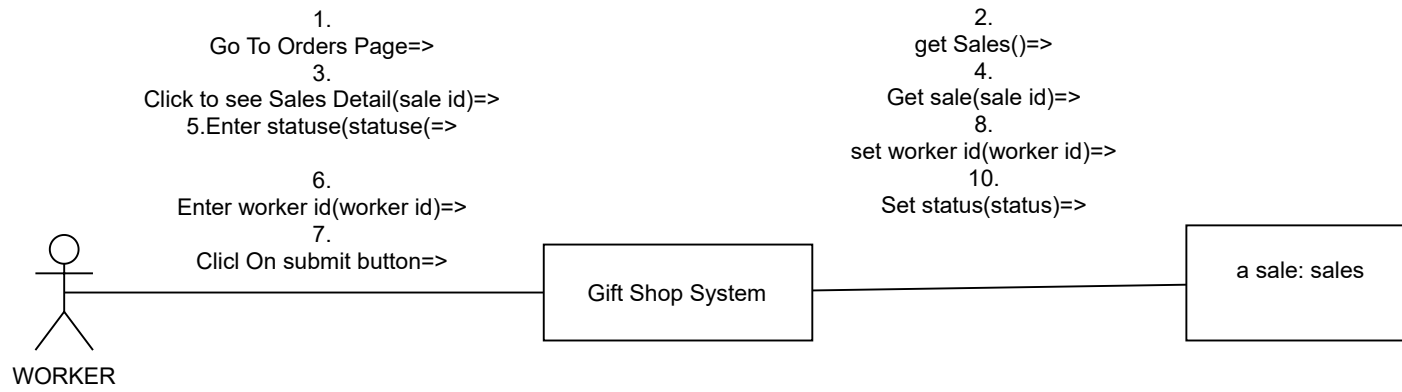 1.
Go To Orders Page=>
3.
Click to see Sales Detail(sale id)=>
5.Enter statuse(statuse(=>
6.
Enter worker id(worker id)=>
7.
Clicl On submit button=>
WORKER
Gift Shop System
2.
get Sales()=>
4.
Get sale(sale id)=>
8.
set worker id(worker id)=>
10.
Set status(status)=>
a sale: sales